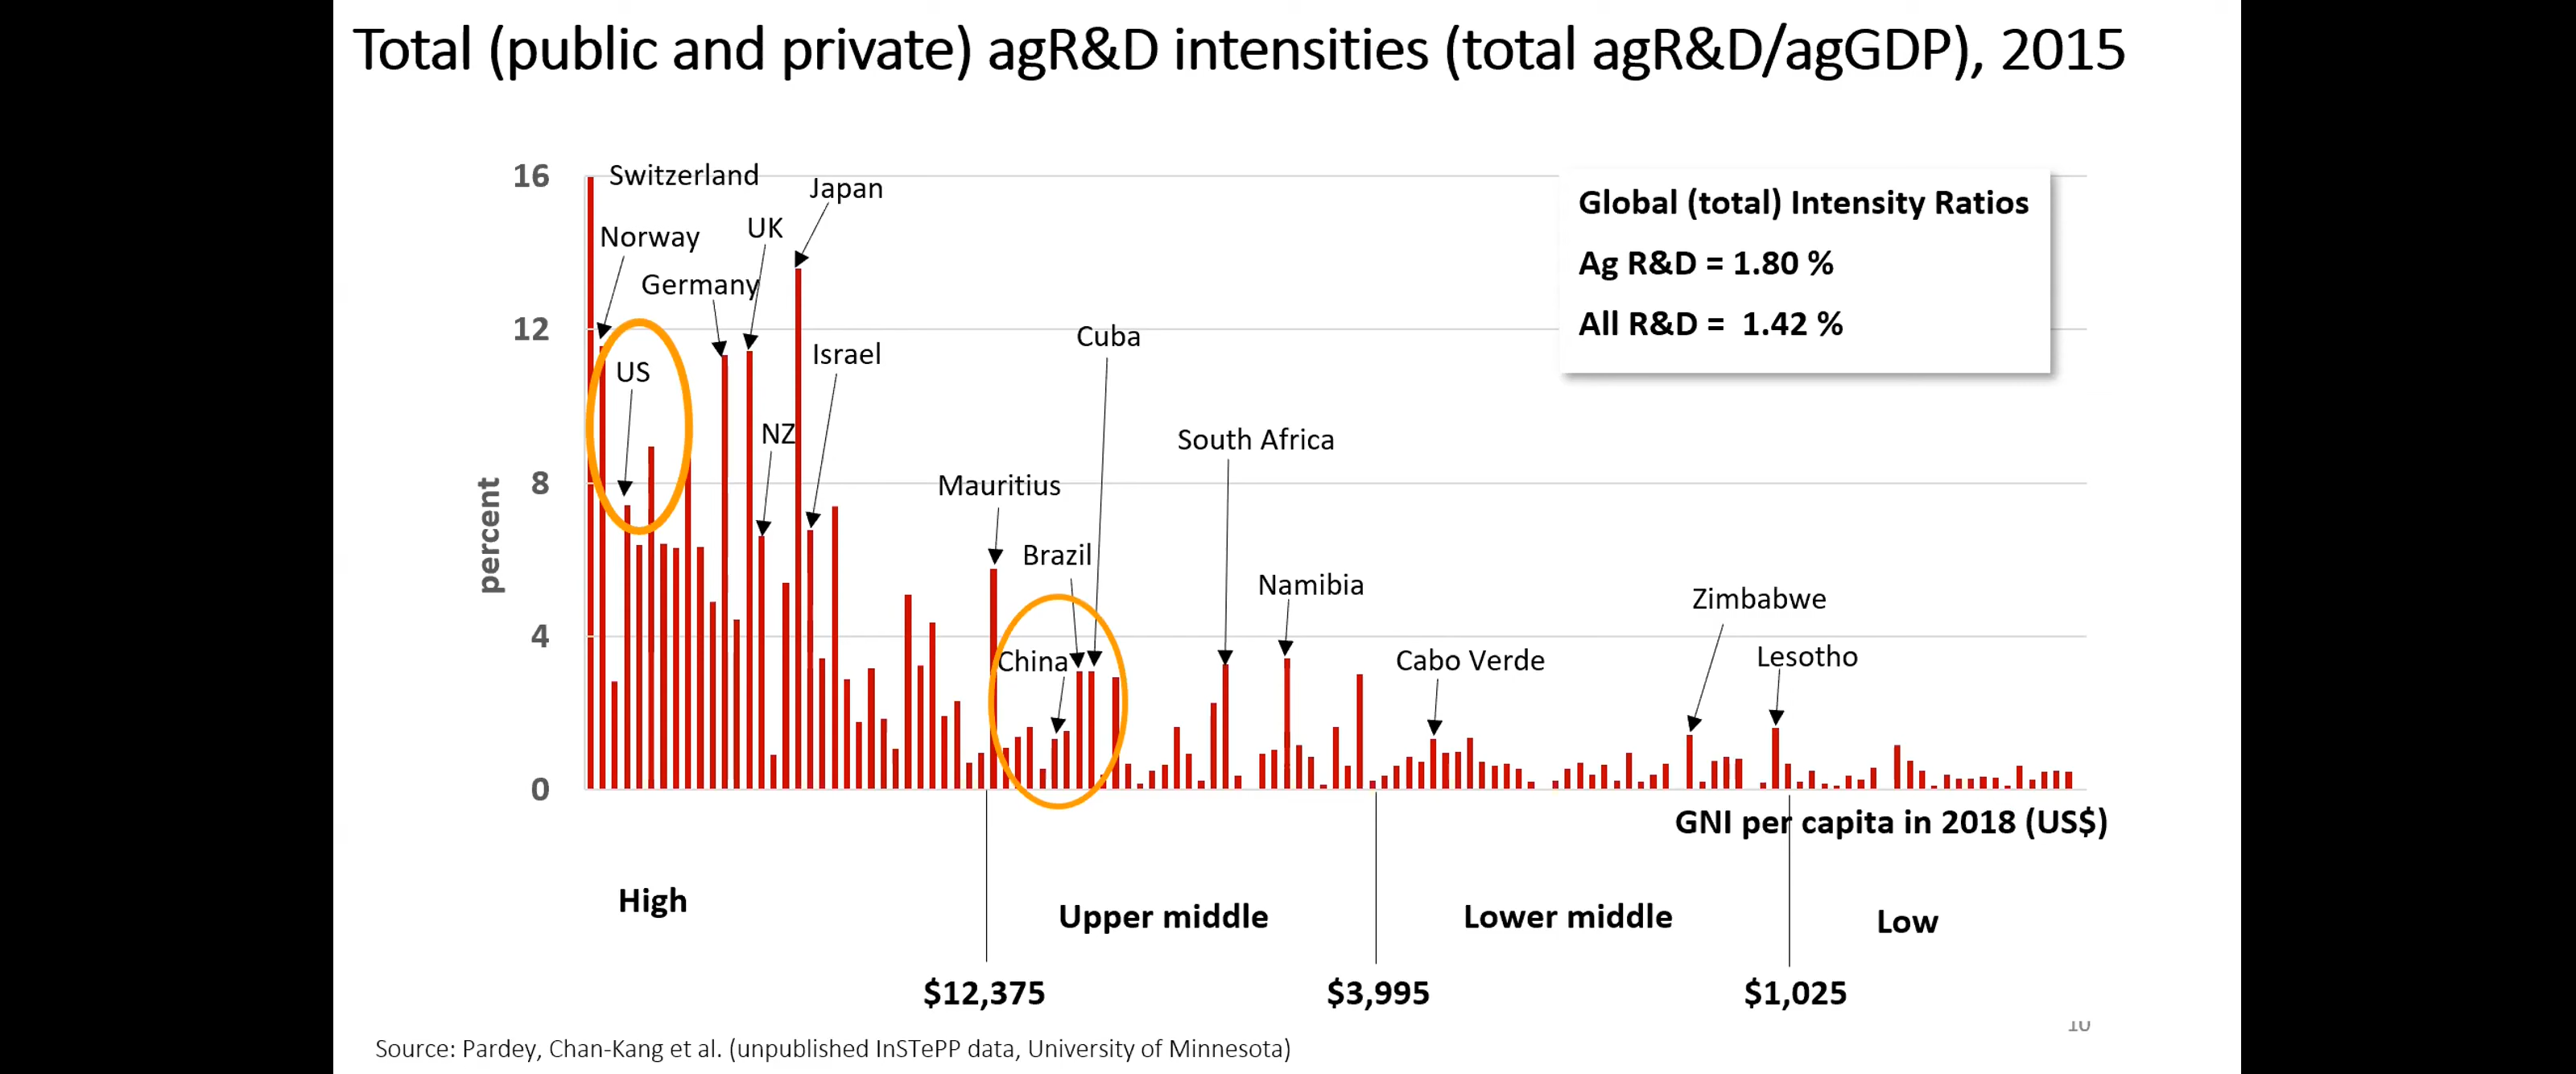 Total (public and private) agR&D intensities (total agR&D/agGDP), 2015
16
12
8
4
0
percent
Switzerland
Norway
US
Germany
UK
Japan
NZ
Israel
Mauritius
Brazil
China
Cuba
South Africa
Namibia
Cabo Verde
Zimbabwe
Lesotho
Global (total) Intensity Ratios
Ag R&D = 1.80 %
All R&D = 1.42 %
GNI per capita in 2018 (US$)
High
Upper middle
Lower middle
Low
$12,375
$3,995
$1,025
Source: Pardey, Chan-Kang et al. (unpublished InSTePP data, University of Minnesota)